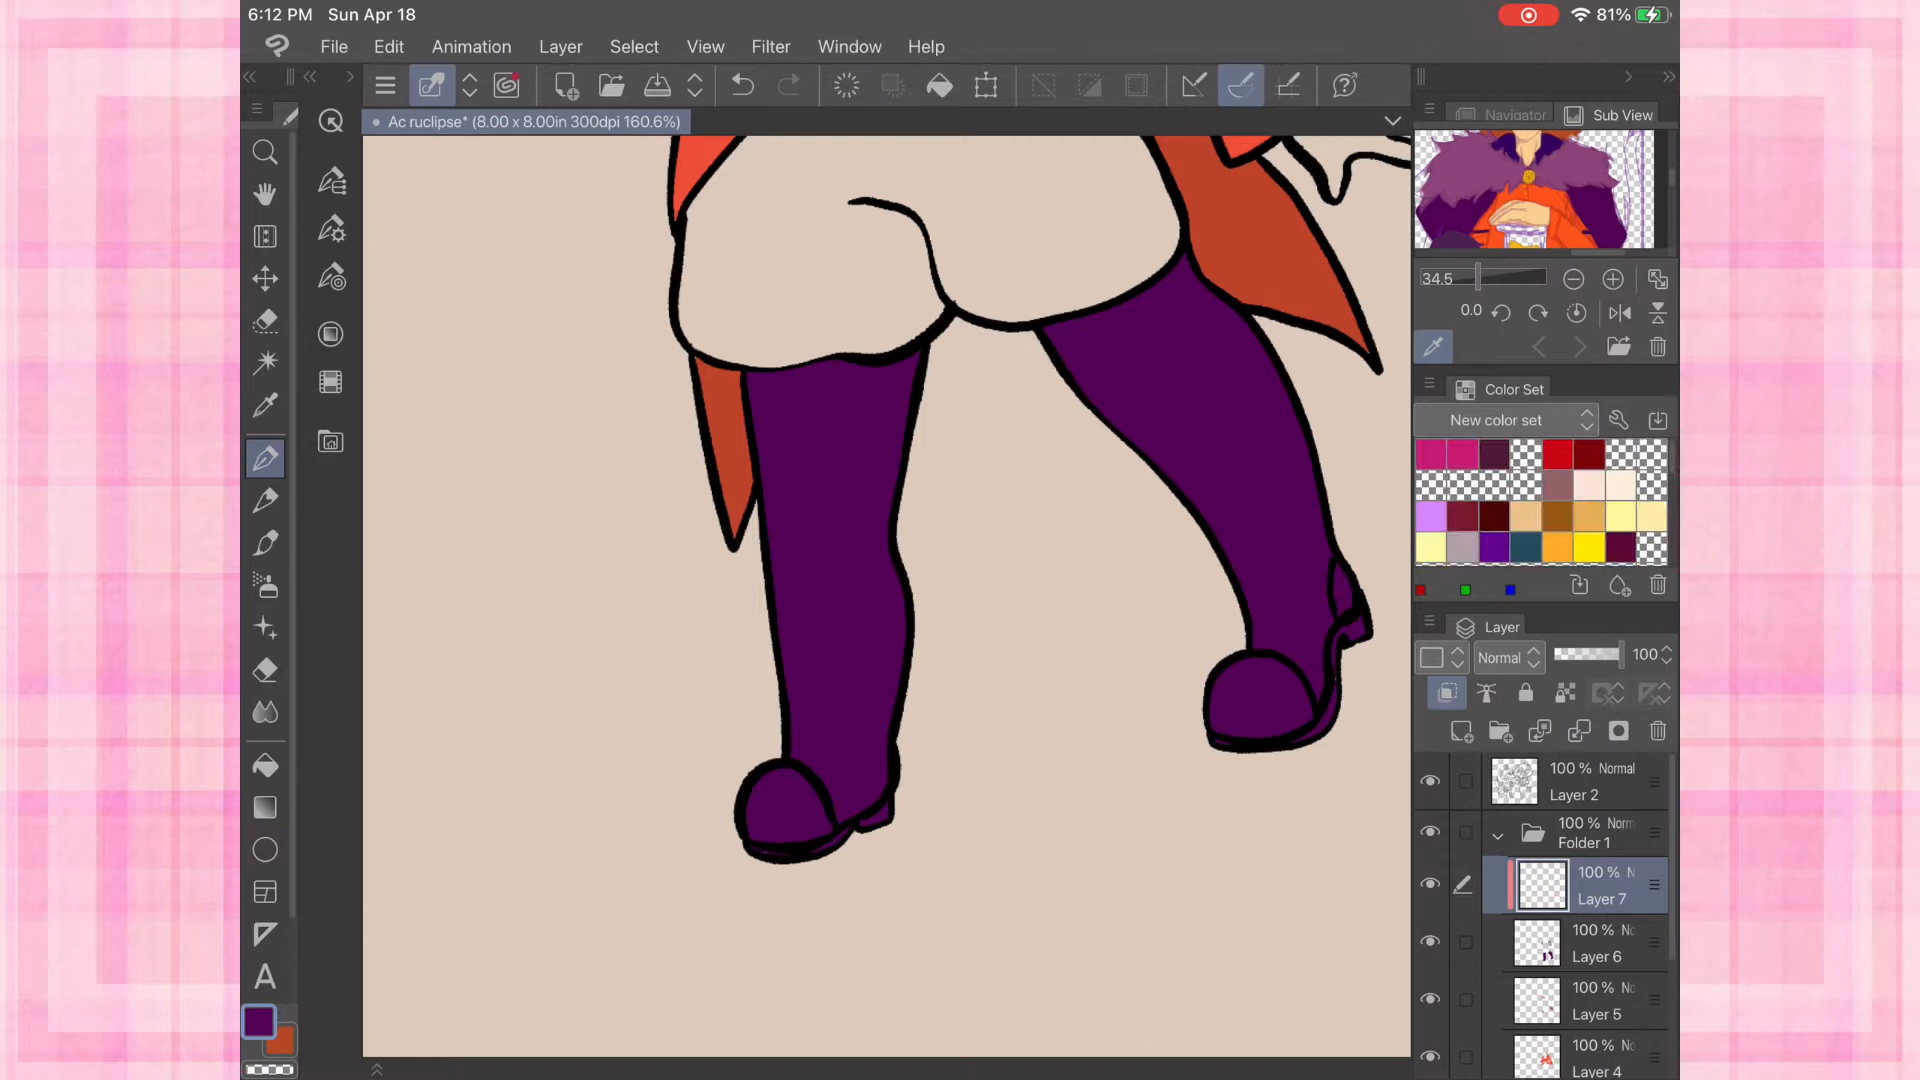 6:12 PM Sun Apr 18
81%
File Edit Animation Layer Select View Filter Window Help
Ac ruclipse* (8.00 x 8.00in 300dpi 160.6%)
Navigator Sub View
34.5
0.0
Color Set
New color set
Layer
Normal 100
100 % Normal
Layer 2
100 % Norm
Folder 1
100 % N
Layer 7
100 % No
Layer 6
100 % No
Layer 5
100 % No
Layer 4
A